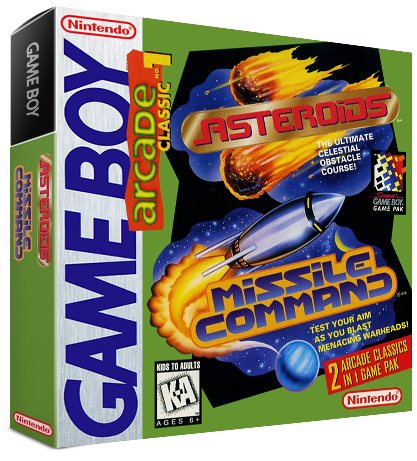 GAME BOY
ASTEROIDS
MISSILE
COMMAND
Nintendo
Nintendo
GAME BOY
arcade
CLASSIC NO. 1
ASTEROIDS
THE ULTIMATE
CELESTIAL
OBSTACLE
COURSE!
Super
GAME BOY
GAME PAK
MISSILE
COMMAND
TEST YOUR AIM
AS YOU BLAST
MENACING WARHEADS!
2 ARCADE CLASSICS
IN 1 GAME PAK
KIDS TO ADULTS
KA
AGES 6+
Nintendo